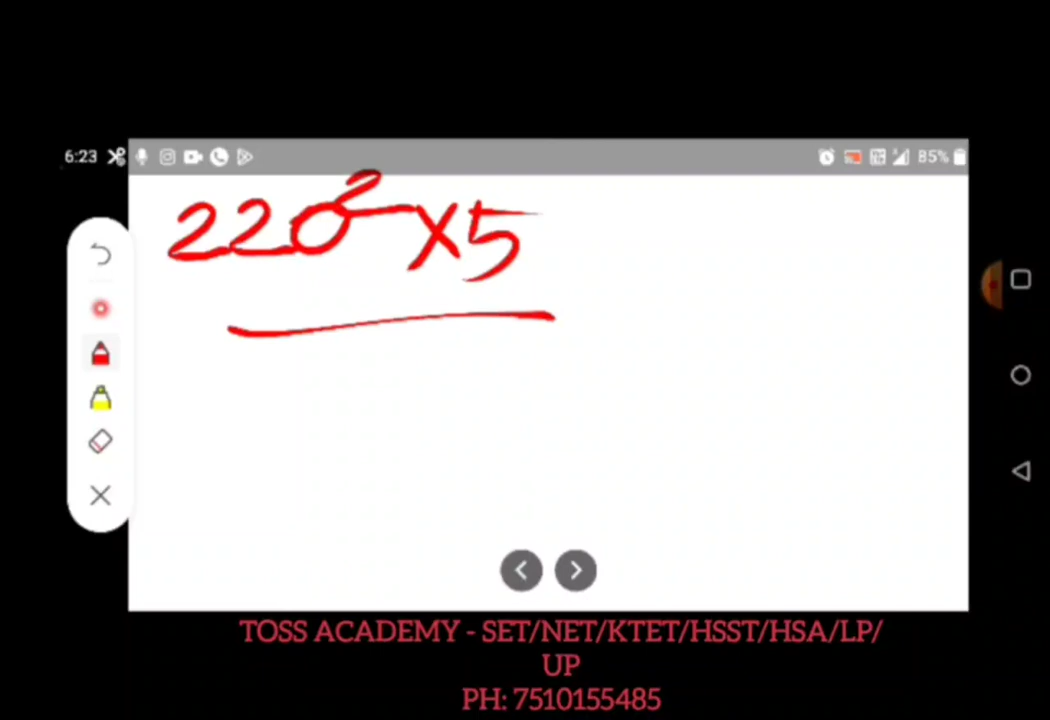 6:23 85%
220² x5
TOSS ACADEMY - SET/NET/KTET/HSST/HSA/LP/
UP
PH: 7510155485